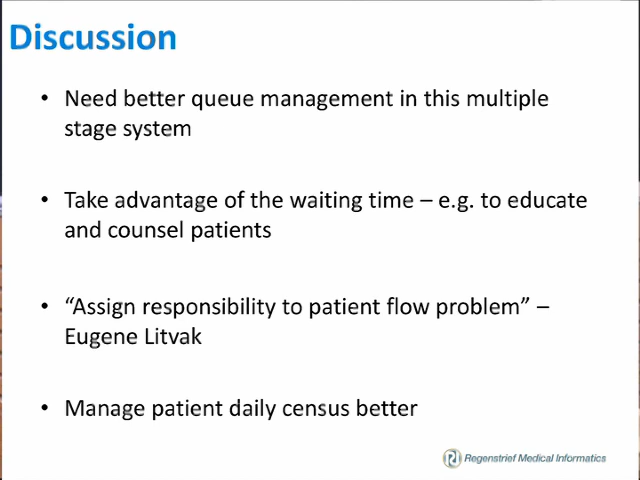 Discussion
• Need better queue management in this multiple
stage system
• Take advantage of the waiting time – e.g. to educate
and counsel patients
• “Assign responsibility to patient flow problem” –
Eugene Litvak
• Manage patient daily census better
Regenstrief Medical Informatics